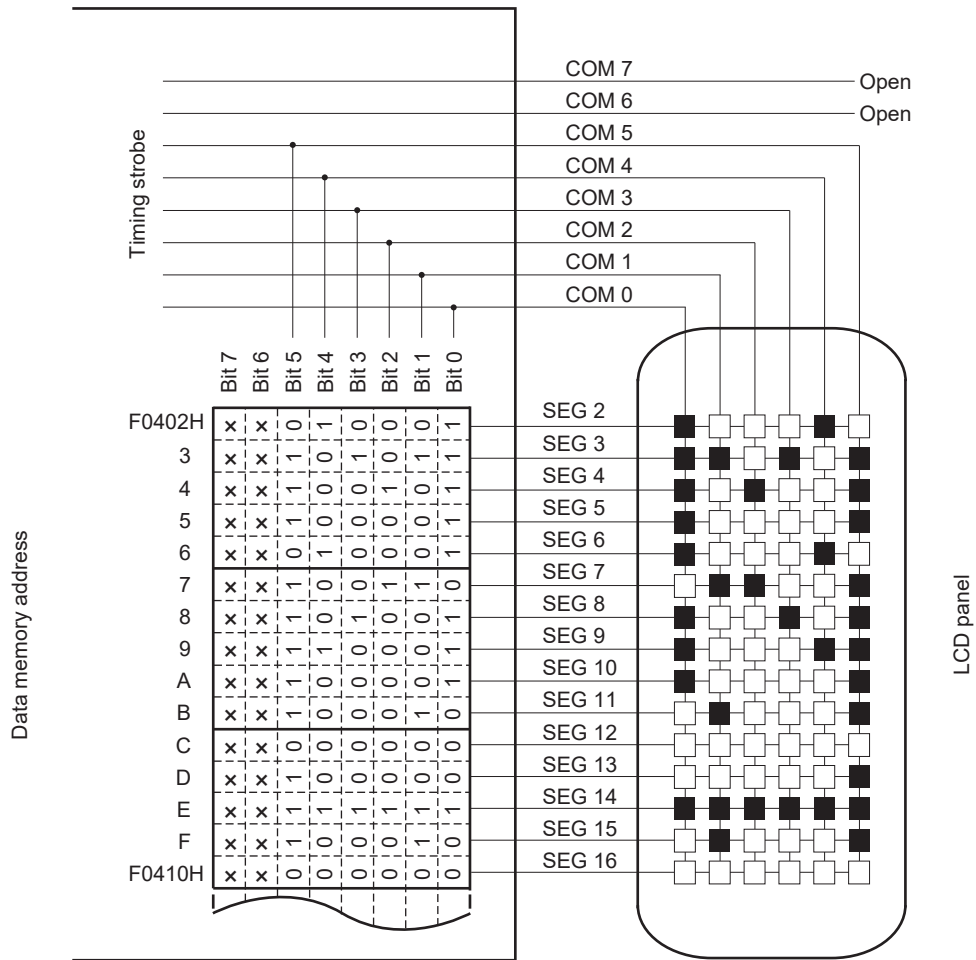 COM 7
Open
COM 6
Open
COM 5
COM 4
COM 3
COM 2
COM 1
COM 0
Timing strobe
Bit 7 Bit 6 Bit 5 Bit 4 Bit 3 Bit 2 Bit 1 Bit 0
F0402H × × 0 1 0 0 0 1 SEG 2
3 × × 1 0 1 0 1 1 SEG 3
4 × × 1 0 0 1 0 1 SEG 4
5 × × 1 0 0 0 0 1 SEG 5
6 × × 0 1 0 0 0 1 SEG 6
7 × × 1 0 0 1 1 0 SEG 7
8 × × 1 0 1 0 0 1 SEG 8
9 × × 1 1 0 0 0 1 SEG 9
A × × 1 0 0 0 0 1 SEG 10
B × × 1 0 0 0 1 0 SEG 11
C × × 0 0 0 0 0 0 SEG 12
D × × 1 0 0 0 0 0 SEG 13
E × × 1 1 1 1 1 1 SEG 14
F × × 1 0 0 0 1 0 SEG 15
F0410H × × 0 0 0 0 0 0 SEG 16
Data memory address
LCD panel